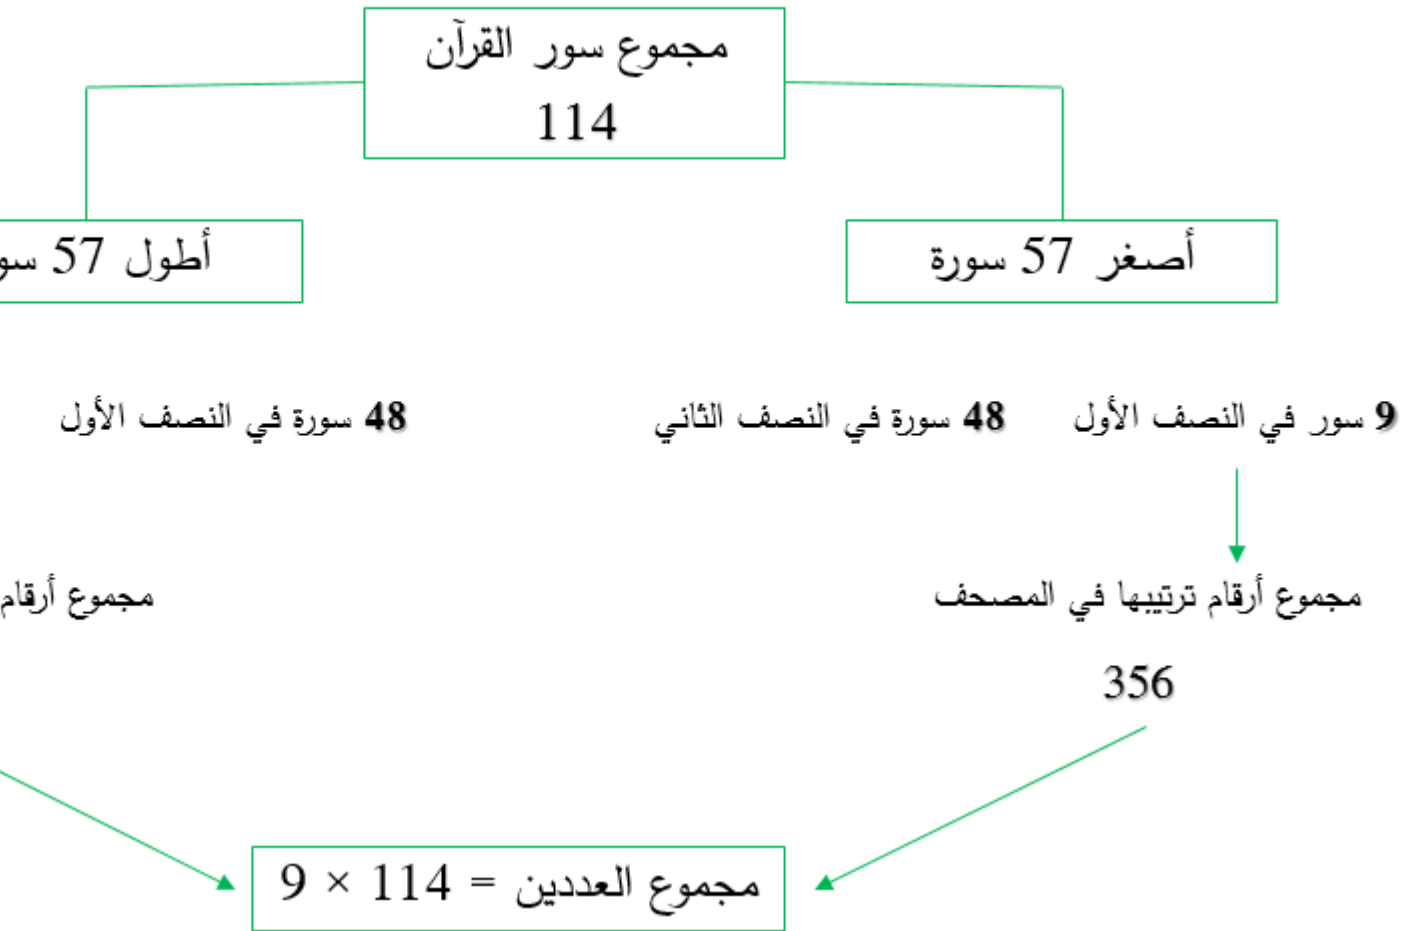 مجموع سور القرآن
114
أصغر 57 سورة
أطول 57
9 سور في النصف الأول
48 سورة في النصف الثاني
48 سورة في النصف الأول
مجموع أرقام ترتيبها في المصحف
مجموع أرقام
356
مجموع العددين = 114 × 9